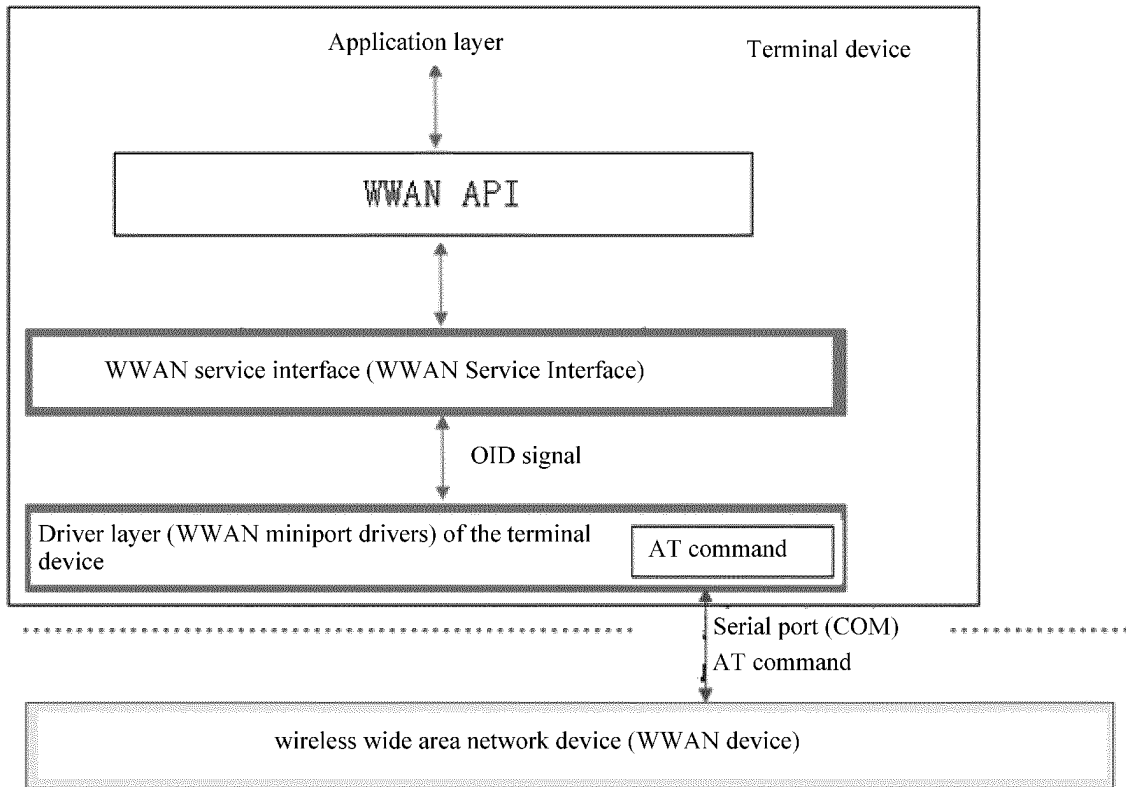 Application layer
Terminal device
WWAN API
WWAN service interface (WWAN Service Interface)
OID signal
Driver layer (WWAN miniport drivers) of the terminal
device
AT command
Serial port (COM)
AT command
wireless wide area network device (WWAN device)